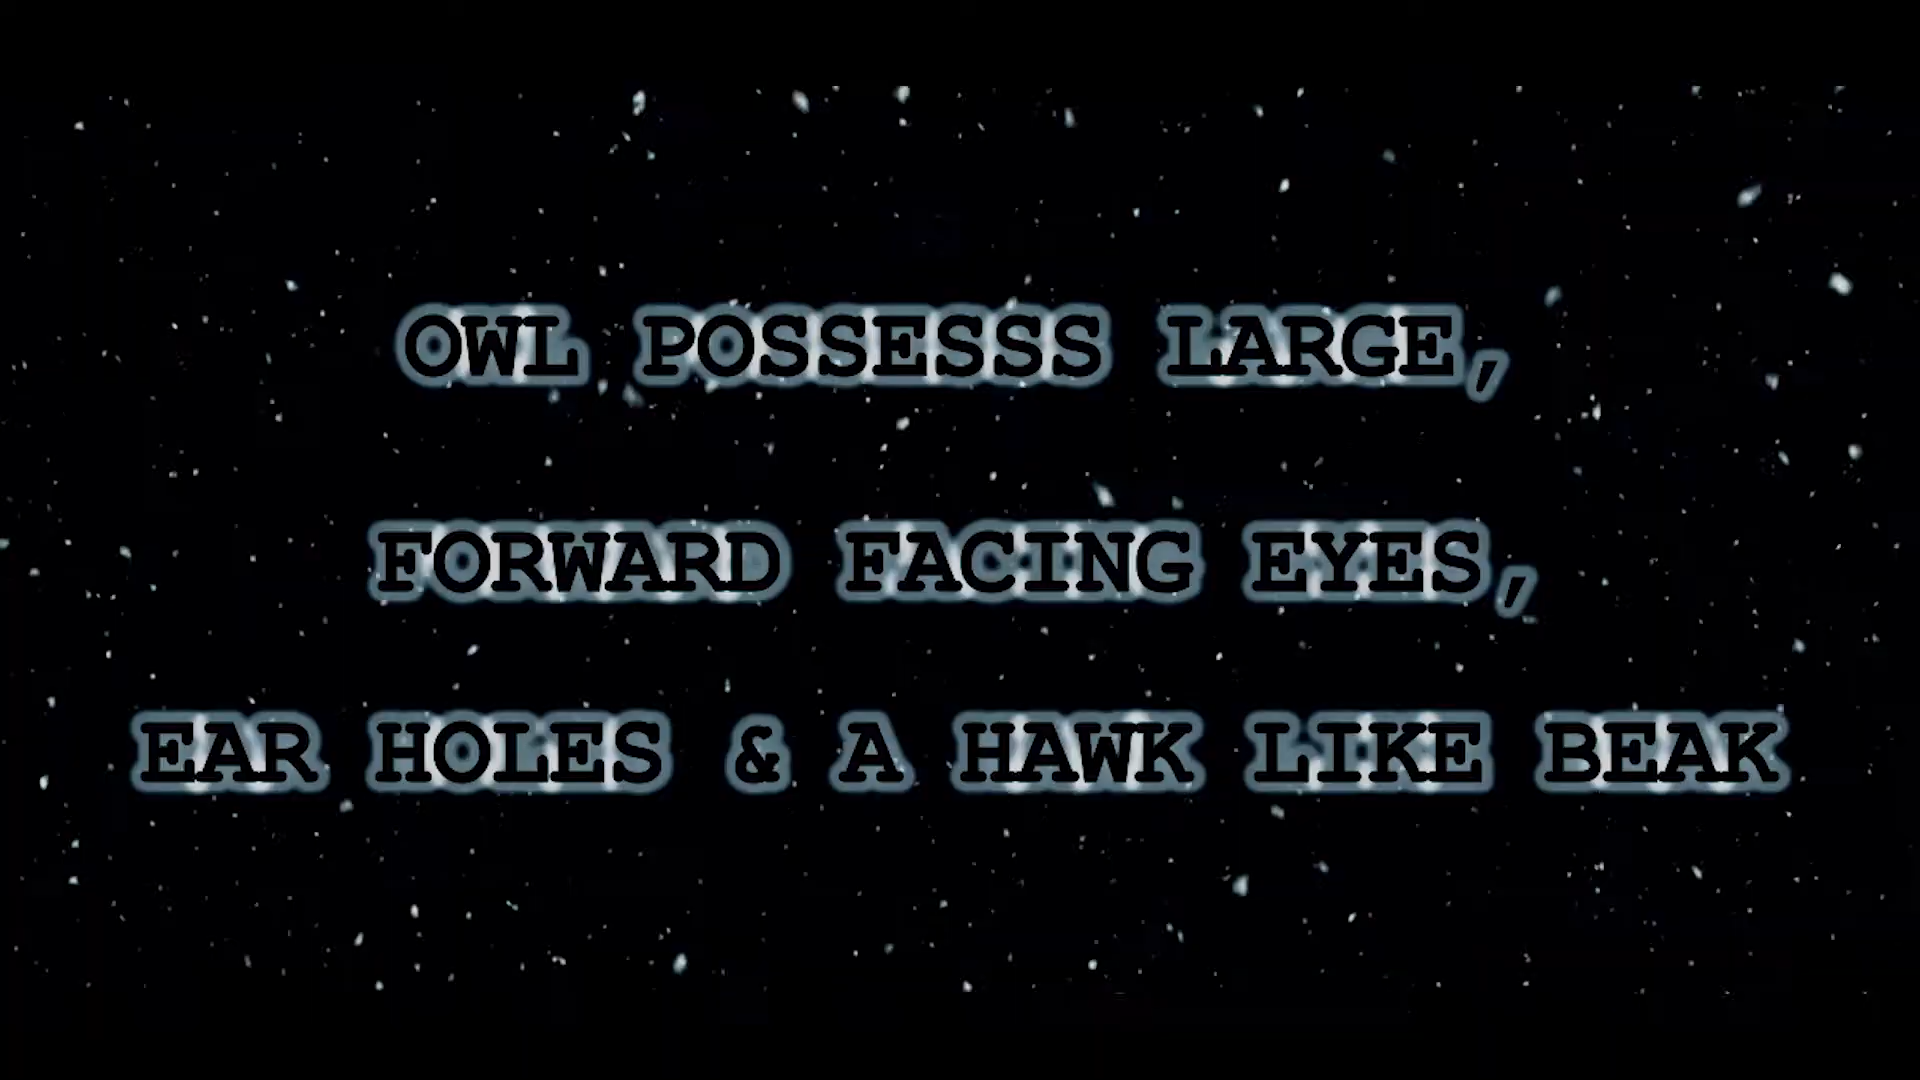 OWL POSSESSS LARGE,
FORWARD FACING EYES,
EAR HOLES & A HAWK LIKE BEAK